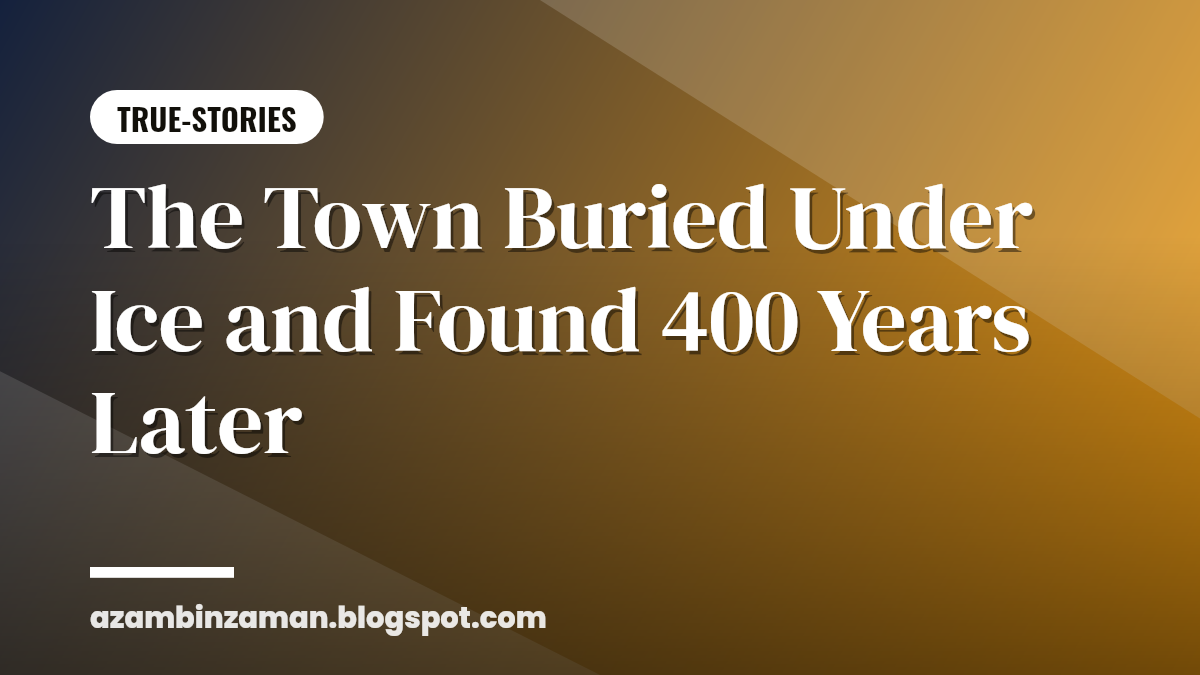 TRUE-STORIES
The Town Buried Under
Ice and Found 400 Years
Later
azambinzaman.blogspot.com